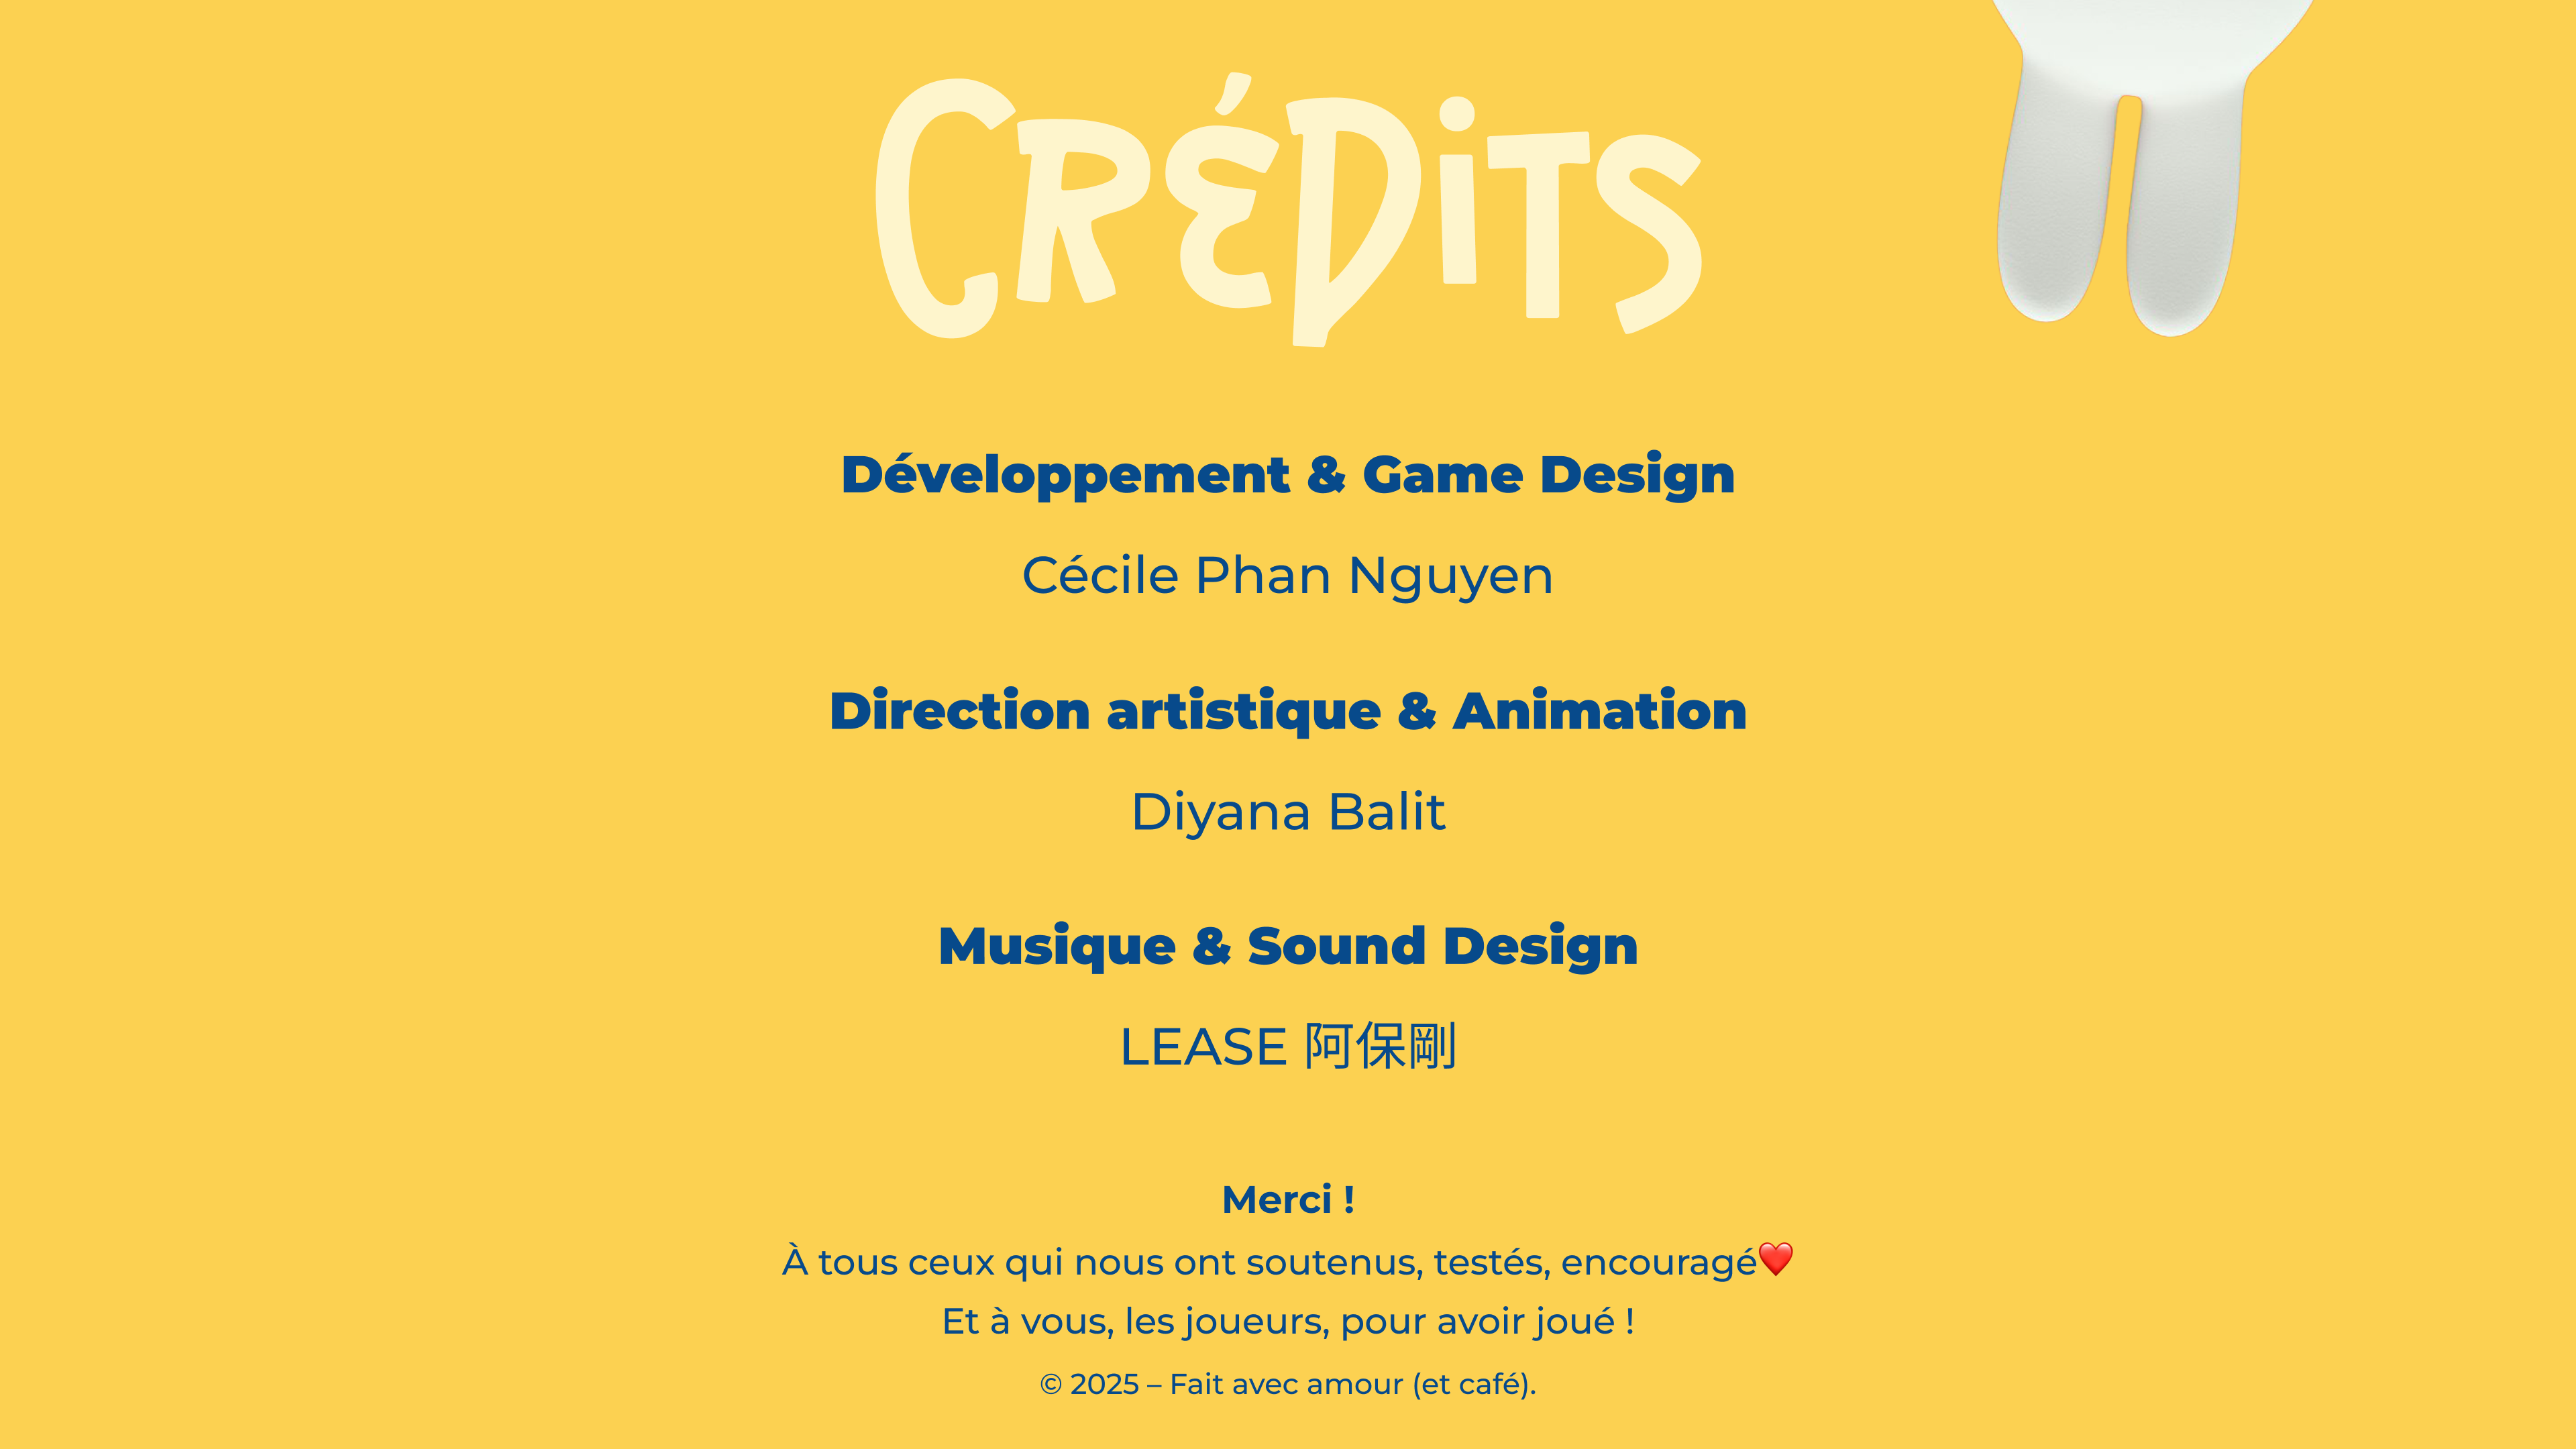 CRÉDiTS
Développement & Game Design
Cécile Phan Nguyen
Direction artistique & Animation
Diyana Balit
Musique & Sound Design
LEASE 阿保剛
Merci !
À tous ceux qui nous ont soutenus, testés, encouragé❤️
Et à vous, les joueurs, pour avoir joué !
© 2025 – Fait avec amour (et café).